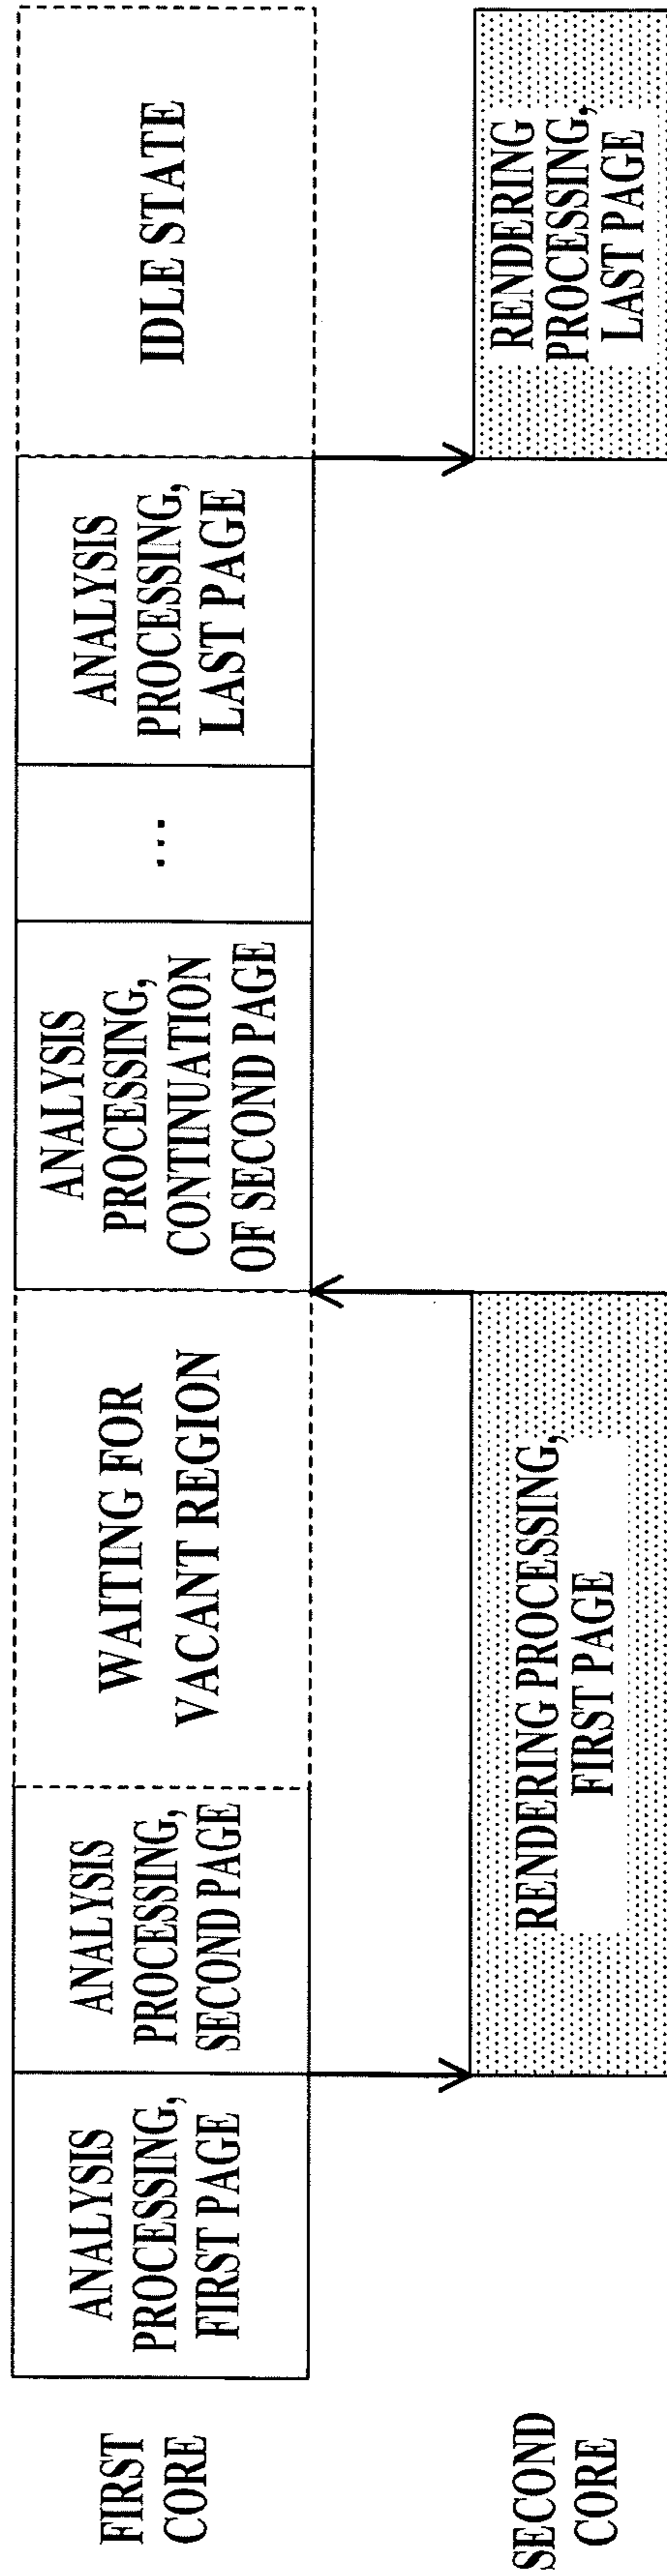 FIRST
CORE
ANALYSIS
PROCESSING,
FIRST PAGE
ANALYSIS
PROCESSING,
SECOND PAGE
WAITING FOR
VACANT REGION
ANALYSIS
PROCESSING,
CONTINUATION
OF SECOND PAGE
...
ANALYSIS
PROCESSING,
LAST PAGE
IDLE STATE
SECOND
CORE
RENDERING PROCESSING,
FIRST PAGE
RENDERING
PROCESSING,
LAST PAGE